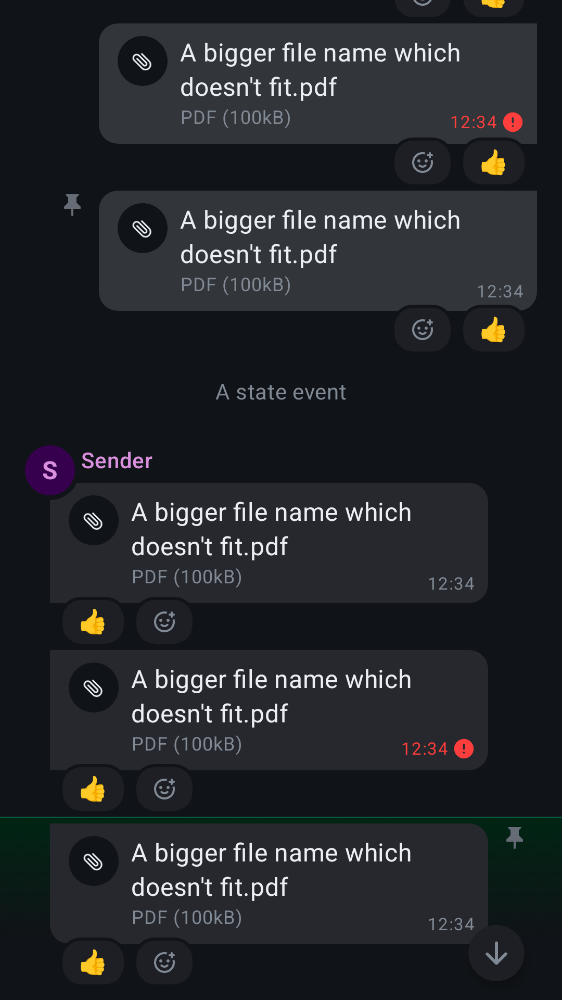 A bigger file name which
doesn't fit.pdf
PDF (100kB)
12:34
A bigger file name which
doesn't fit.pdf
PDF (100kB)
12:34
A state event
S
Sender
A bigger file name which
doesn't fit.pdf
PDF (100kB)
12:34
A bigger file name which
doesn't fit.pdf
PDF (100kB)
12:34
A bigger file name which
doesn't fit.pdf
PDF (100kB)
12:34